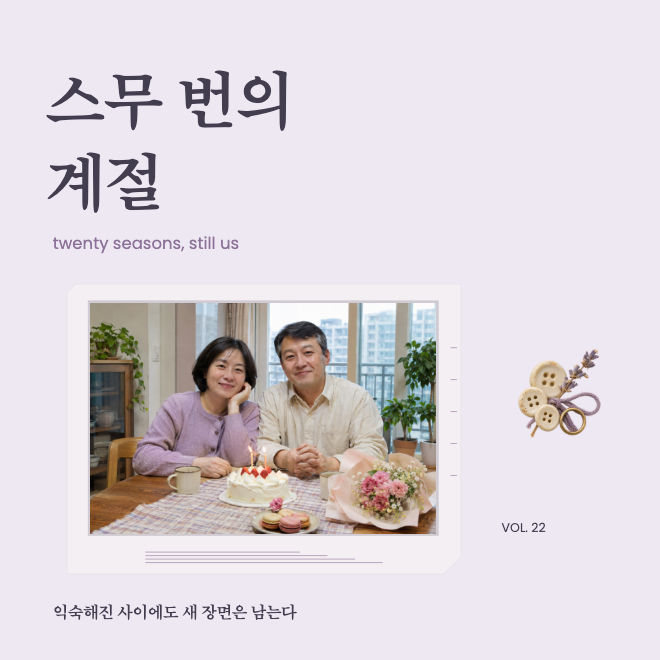 스무 번의
계절
twenty seasons, still us
VOL. 22
익숙해진 사이에도 새 장면은 남는다